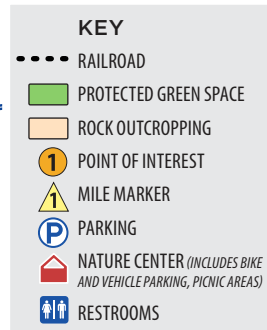 KEY
RAILROAD
PROTECTED GREEN SPACE
ROCK OUTCROPPING
1 POINT OF INTEREST
1 MILE MARKER
P PARKING
NATURE CENTER (INCLUDES BIKE
AND VEHICLE PARKING, PICNIC AREAS)
RESTROOMS